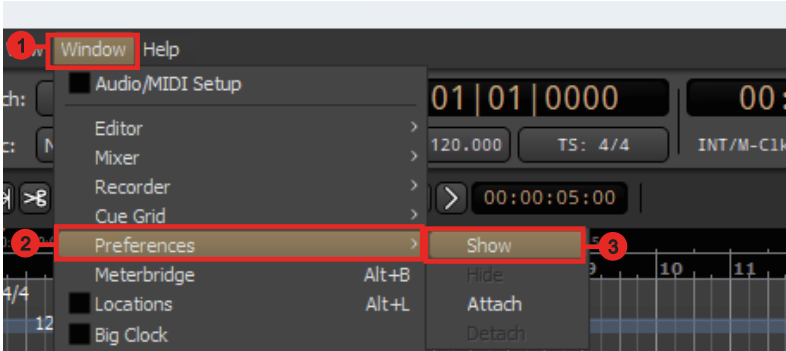 1 Window Help
Audio/MIDI Setup
01|01|0000 00:
Editor >
120.000 TS: 4/4 INT/M-Clk
Mixer >
Recorder >
00:00:05:00
Cue Grid >
2 Preferences > Show 3
Meterbridge Alt+B Hide
9 10 11
4/4
Locations Alt+L Attach
12
Big Clock Detach